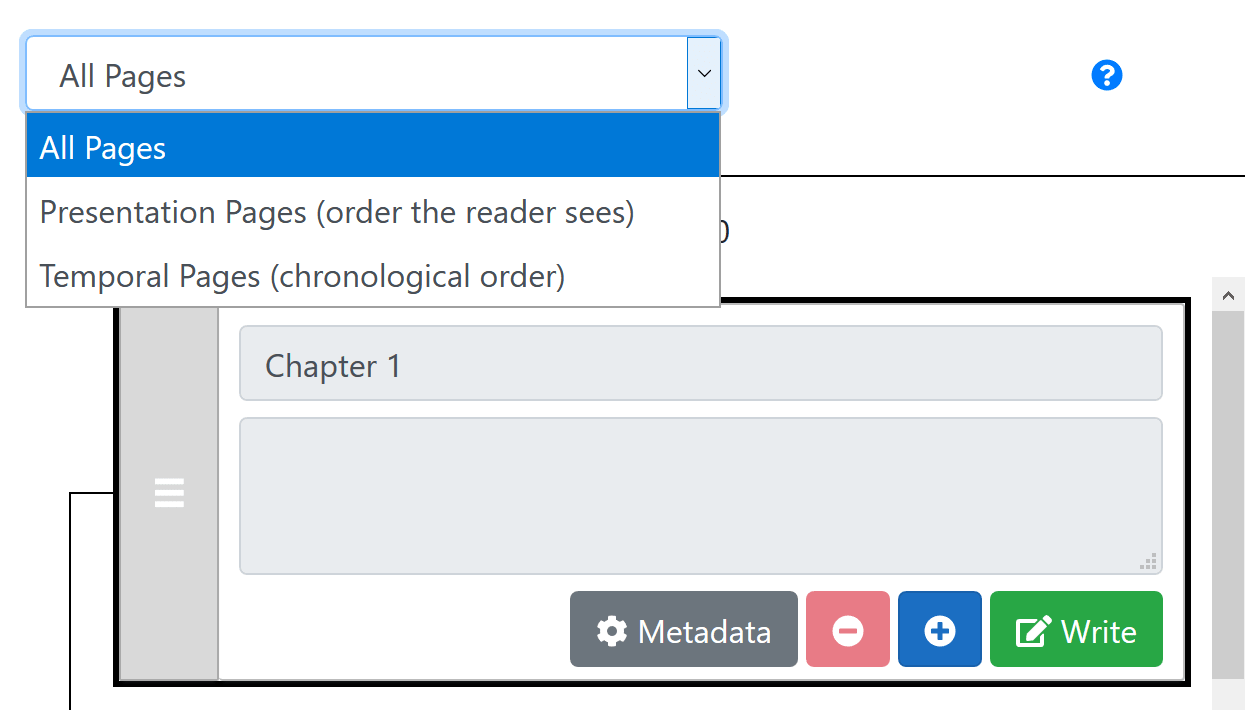 All Pages
All Pages
Presentation Pages (order the reader sees)
Temporal Pages (chronological order)
Chapter 1
Metadata
Write